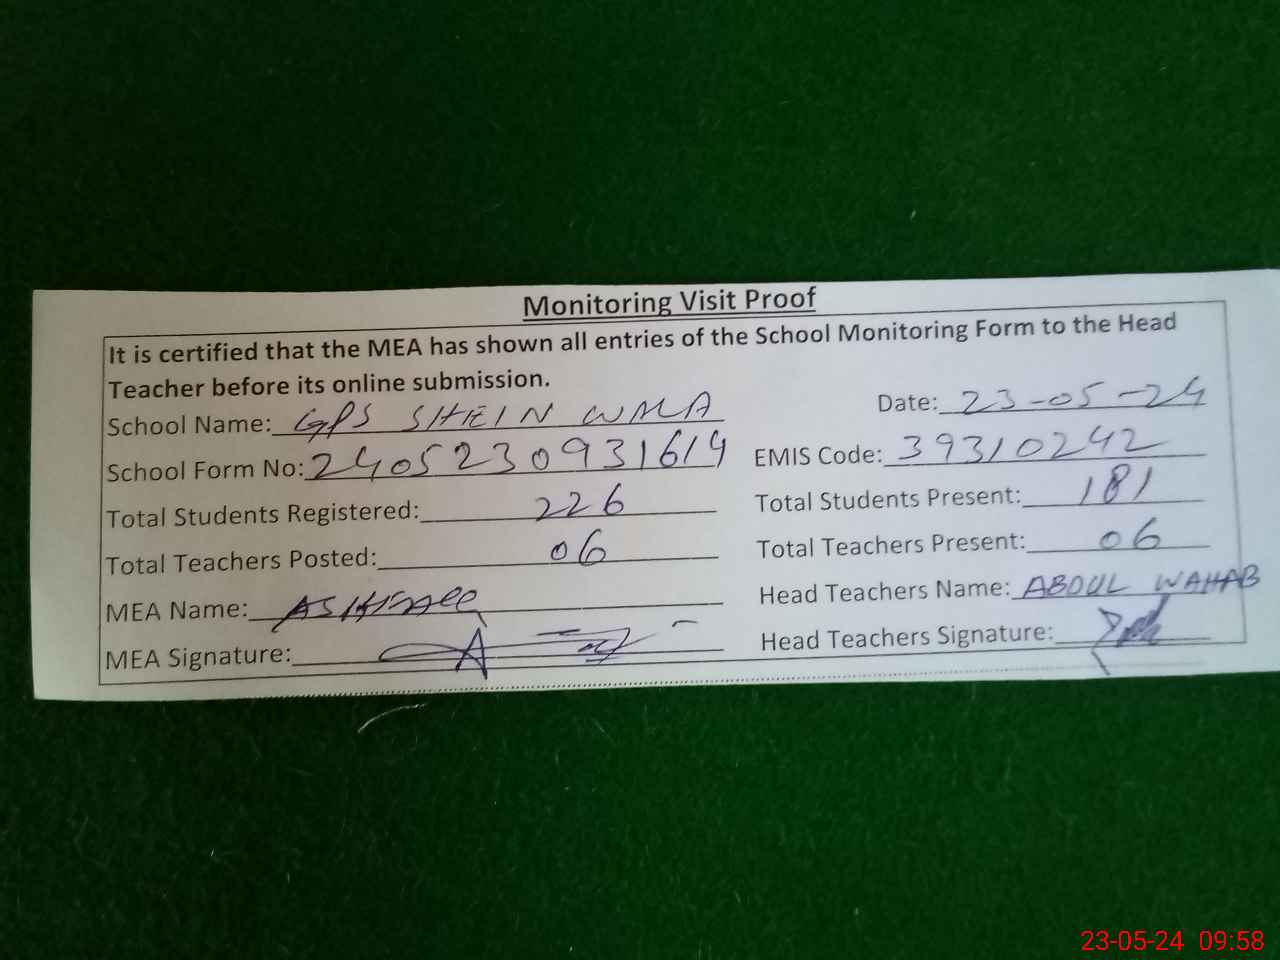 Monitoring Visit Proof
It is certified that the MEA has shown all entries of the School Monitoring Form to the Head
Teacher before its online submission.
School Name: GPS SHEIN WALA Date: 23-05-24
School Form No: 2405230931614 EMIS Code: 39310242
Total Students Registered: 226 Total Students Present: 181
Total Teachers Posted: 06 Total Teachers Present: 06
MEA Name: Head Teachers Name: ABDUL WAHAB
MEA Signature: Head Teachers Signature:
23-05-24 09:58